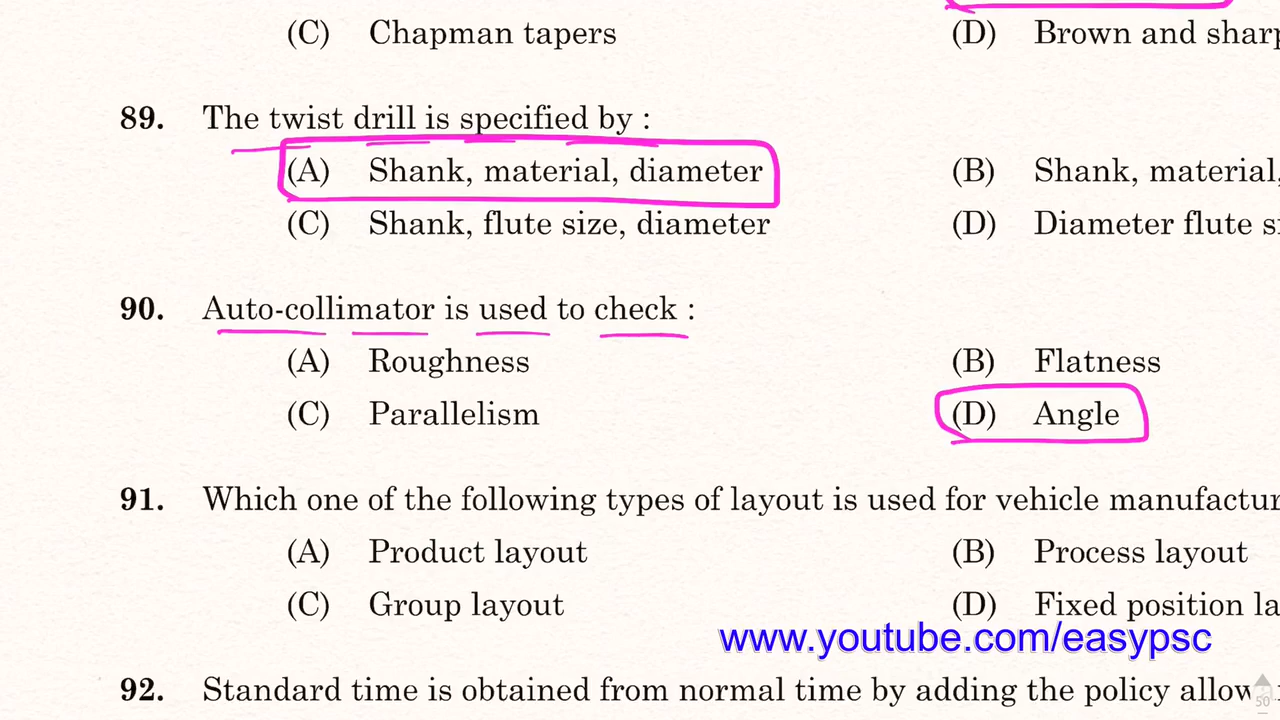 (C) Chapman tapers (D) Brown and sharp
89. The twist drill is specified by :
(A) Shank, material, diameter (B) Shank, material,
(C) Shank, flute size, diameter (D) Diameter flute
90. Auto-collimator is used to check :
(A) Roughness (B) Flatness
(C) Parallelism (D) Angle
91. Which one of the following types of layout is used for vehicle
(A) Product layout (B) Process layout
(C) Group layout (D) Fixed position
www.youtube.com/easypsc
92. Standard time is obtained from normal time by adding the policy
50